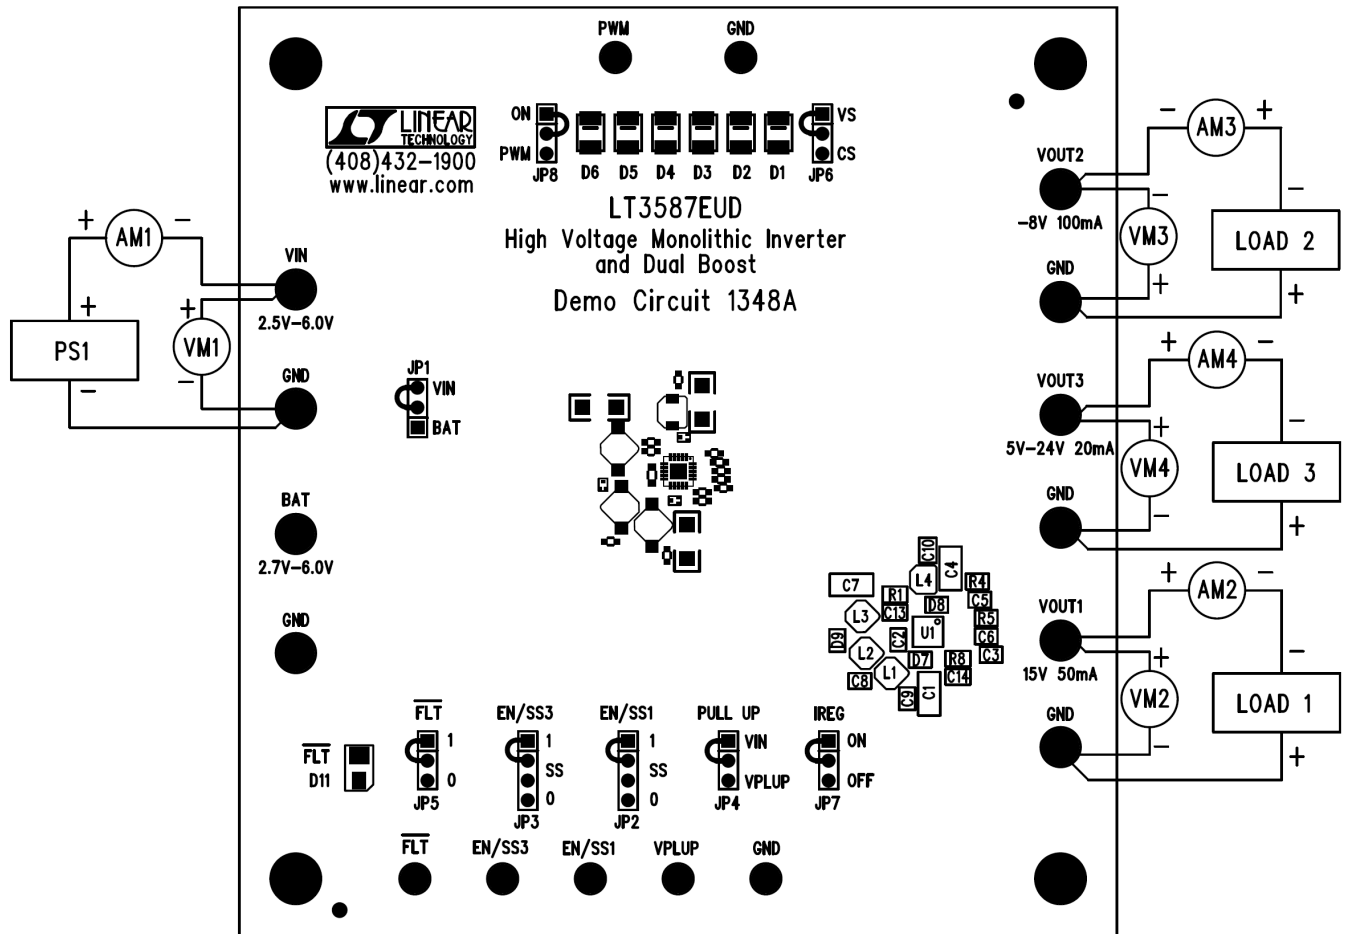 PWM
GND
LINEAR
TECHNOLOGY
(408)432-1900
www.linear.com
ON
PWM
JP8
D6
D5
D4
D3
D2
D1
VS
CS
JP6
LT3587EUD
High Voltage Monolithic Inverter
and Dual Boost
Demo Circuit 1348A
+
AM1
-
+
PS1
-
+
VM1
-
VIN
2.5V-6.0V
GND
BAT
2.7V-6.0V
GND
JP1
VIN
BAT
VOUT2
-8V 100mA
GND
-
AM3
+
-
VM3
+
-
LOAD 2
+
VOUT3
5V-24V 20mA
GND
+
AM4
-
+
VM4
-
-
LOAD 3
+
VOUT1
15V 50mA
GND
+
AM2
-
+
VM2
-
-
LOAD 1
+
C10
C4
C7
L4
R4
R1
C5
C13
D8
L3
R5
U1
C6
D9
C2
C3
L2
D7
R8
L1
C14
C8
C9
C1
FLT
D11
FLT
1
0
JP5
EN/SS3
1
SS
0
JP3
EN/SS1
1
SS
0
JP2
PULL UP
VIN
VPLUP
JP4
IREG
ON
OFF
JP7
FLT
EN/SS3
EN/SS1
VPLUP
GND